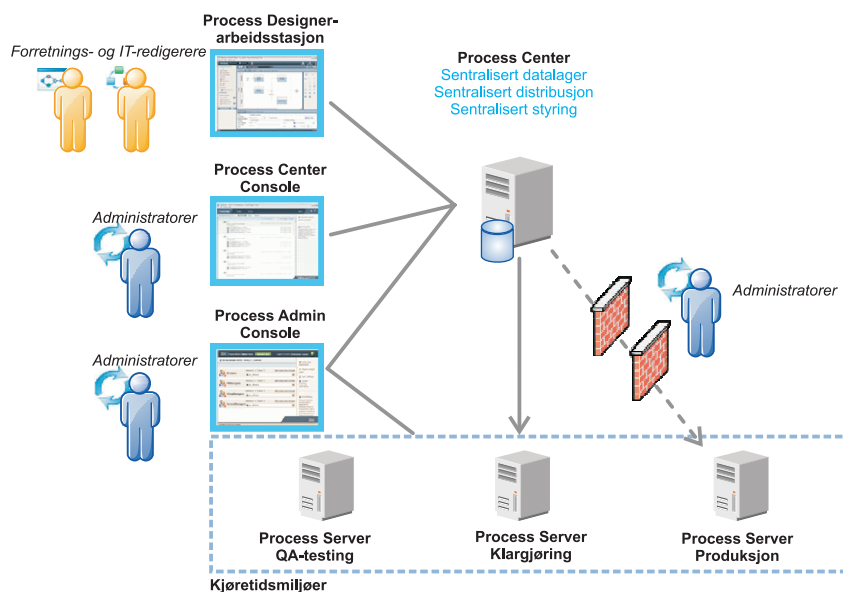 Process Designer-
arbeidsstasjon
Forretnings- og IT-redigerere
Process Center
Sentralisert datalager
Sentralisert distribusjon
Sentralisert styring
Process Center
Console
Administratorer
Administratorer
Process Admin
Console
Administratorer
Process Server
QA-testing
Process Server
Klargjøring
Process Server
Produksjon
Kjøretidsmiljøer